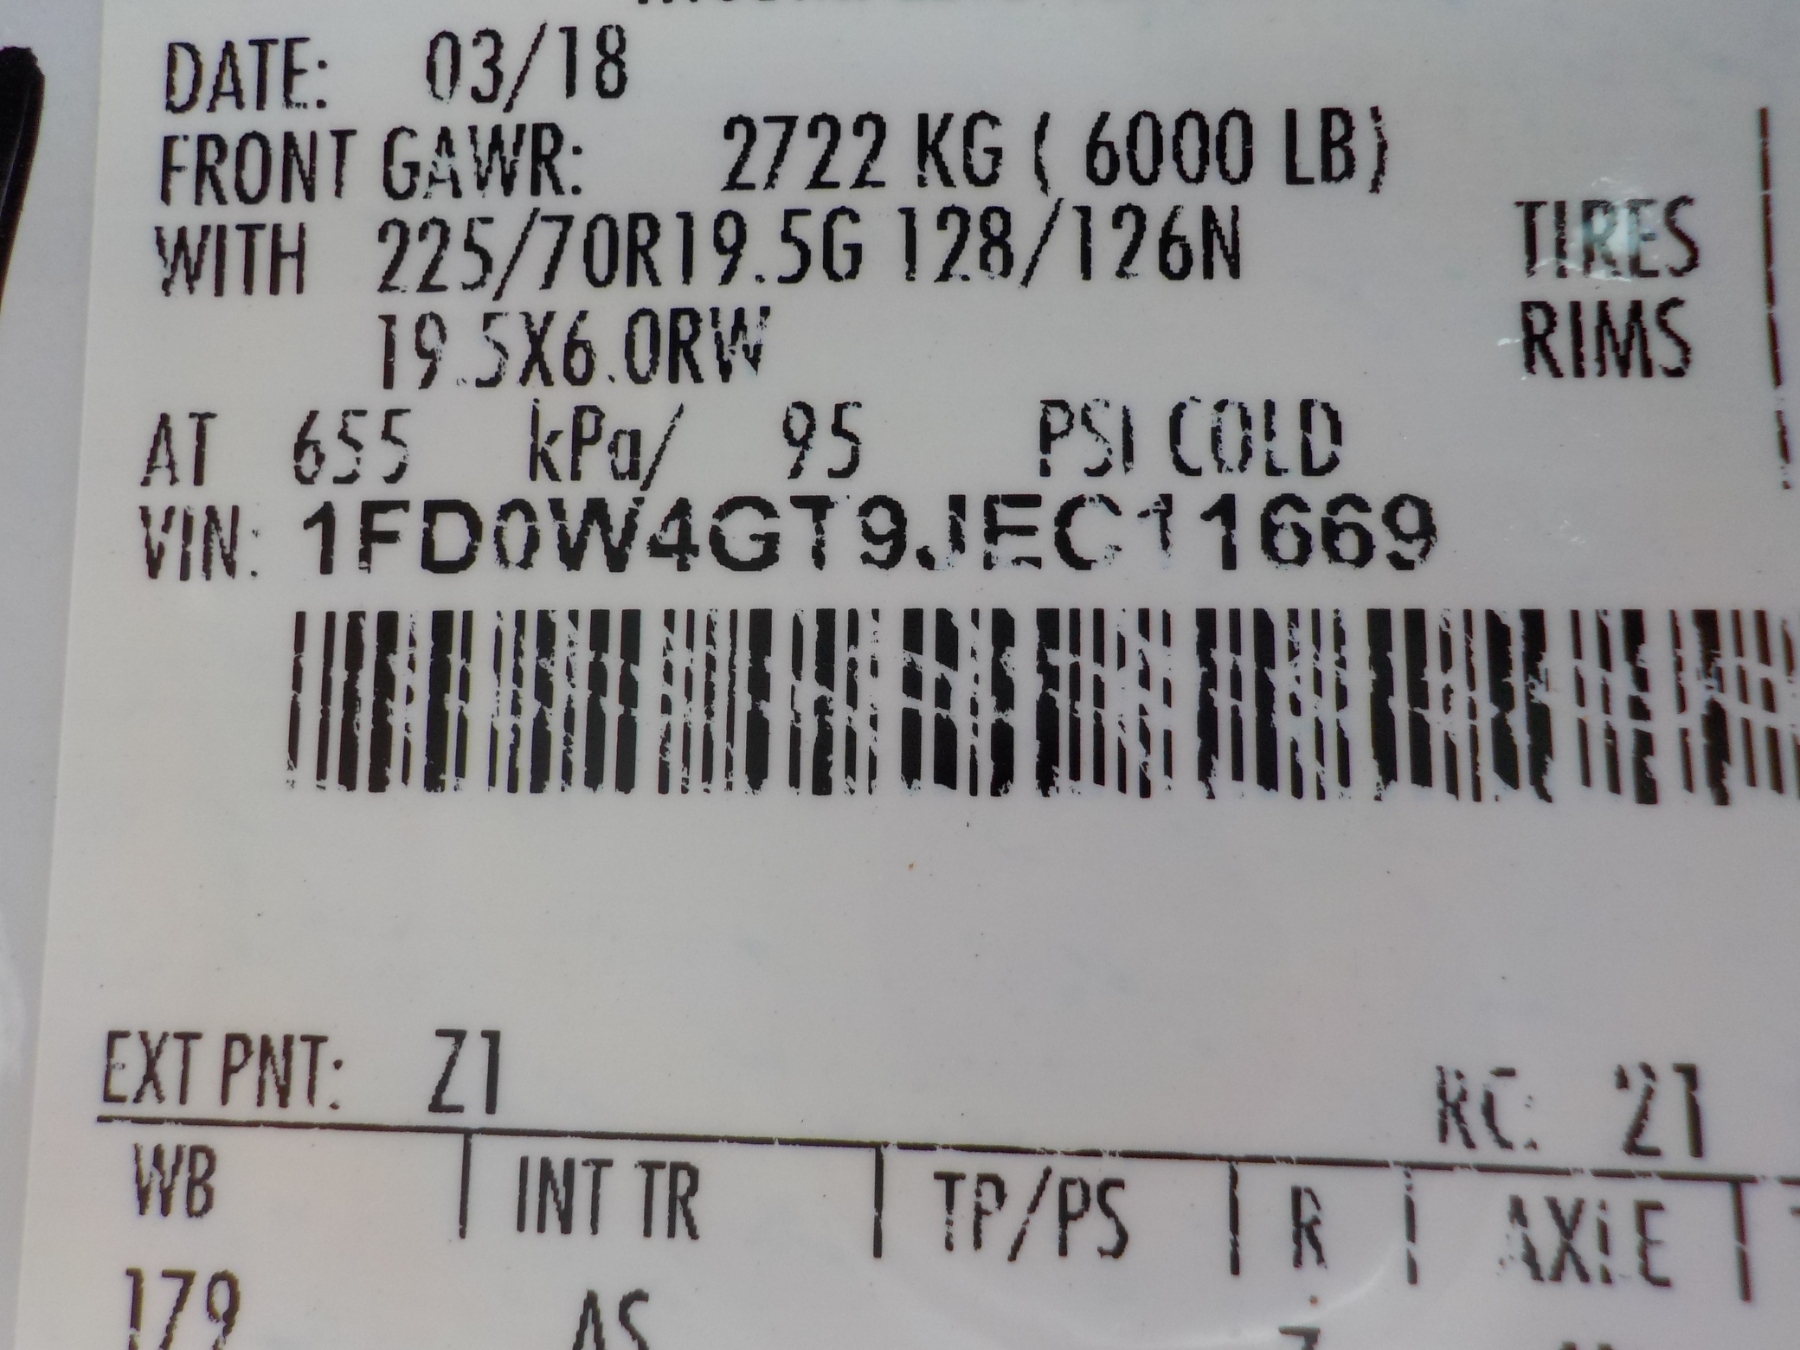 DATE: 03/18
FRONT GAWR: 2722 KG ( 6000 LB)
WITH 225/70R19.5G 128/126N TIRES
19.5X6.0RW RIMS
AT 655 kPa/ 95 PSI COLD
VIN: 1FD0W4GT9JEC11669
EXT PNT: Z1 RC: 21
WB INT TR TP/PS R AXLE
179 AS